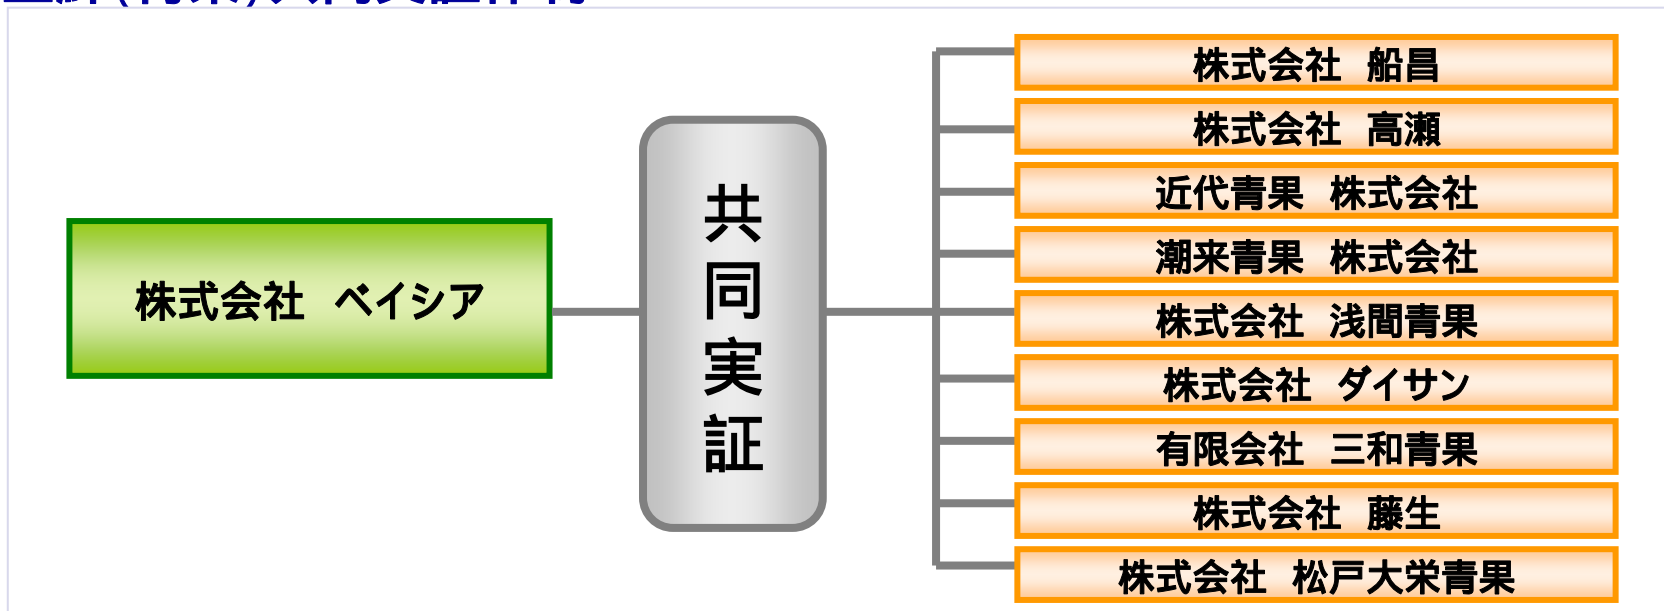 株式会社 ベイシア
共同実証
株式会社 船昌
株式会社 高瀬
近代青果 株式会社
潮来青果 株式会社
株式会社 浅間青果
株式会社 ダイサン
有限会社 三和青果
株式会社 藤生
株式会社 松戸大栄青果